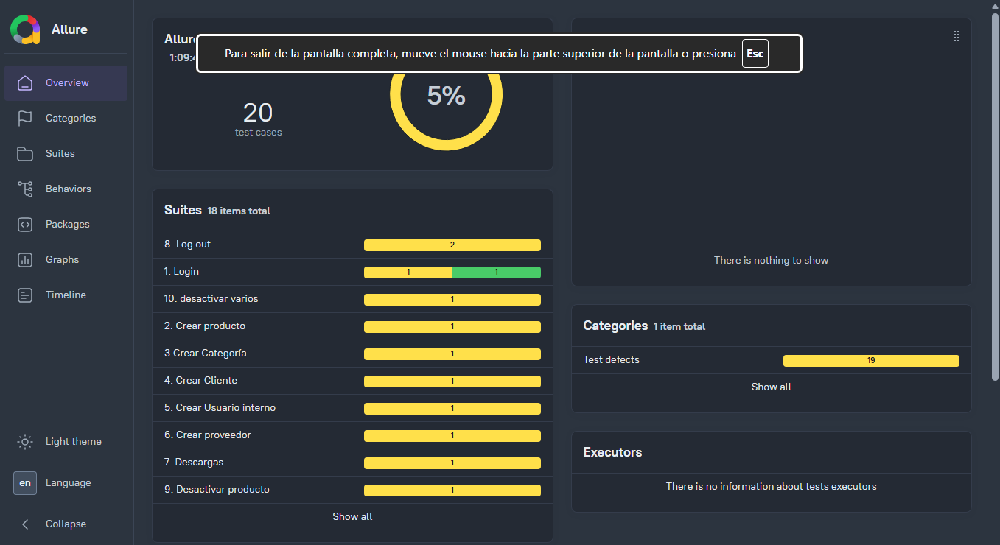 Allure
Overview
Categories
Suites
Behaviors
Packages
Graphs
Timeline
Light theme
en Language
Collapse
Para salir de la pantalla completa, mueve el mouse hacia la parte superior de la pantalla o presiona Esc
20
test cases
5%
Suites 18 items total
8. Log out 2
1. Login 1 1
10. desactivar varios 1
2. Crear producto 1
3.Crear Categoría 1
4. Crear Cliente 1
5. Crear Usuario interno 1
6. Crear proveedor 1
7. Descargas 1
9. Desactivar producto 1
Show all
There is nothing to show
Categories 1 item total
Test defects 19
Show all
Executors
There is no information about tests executors